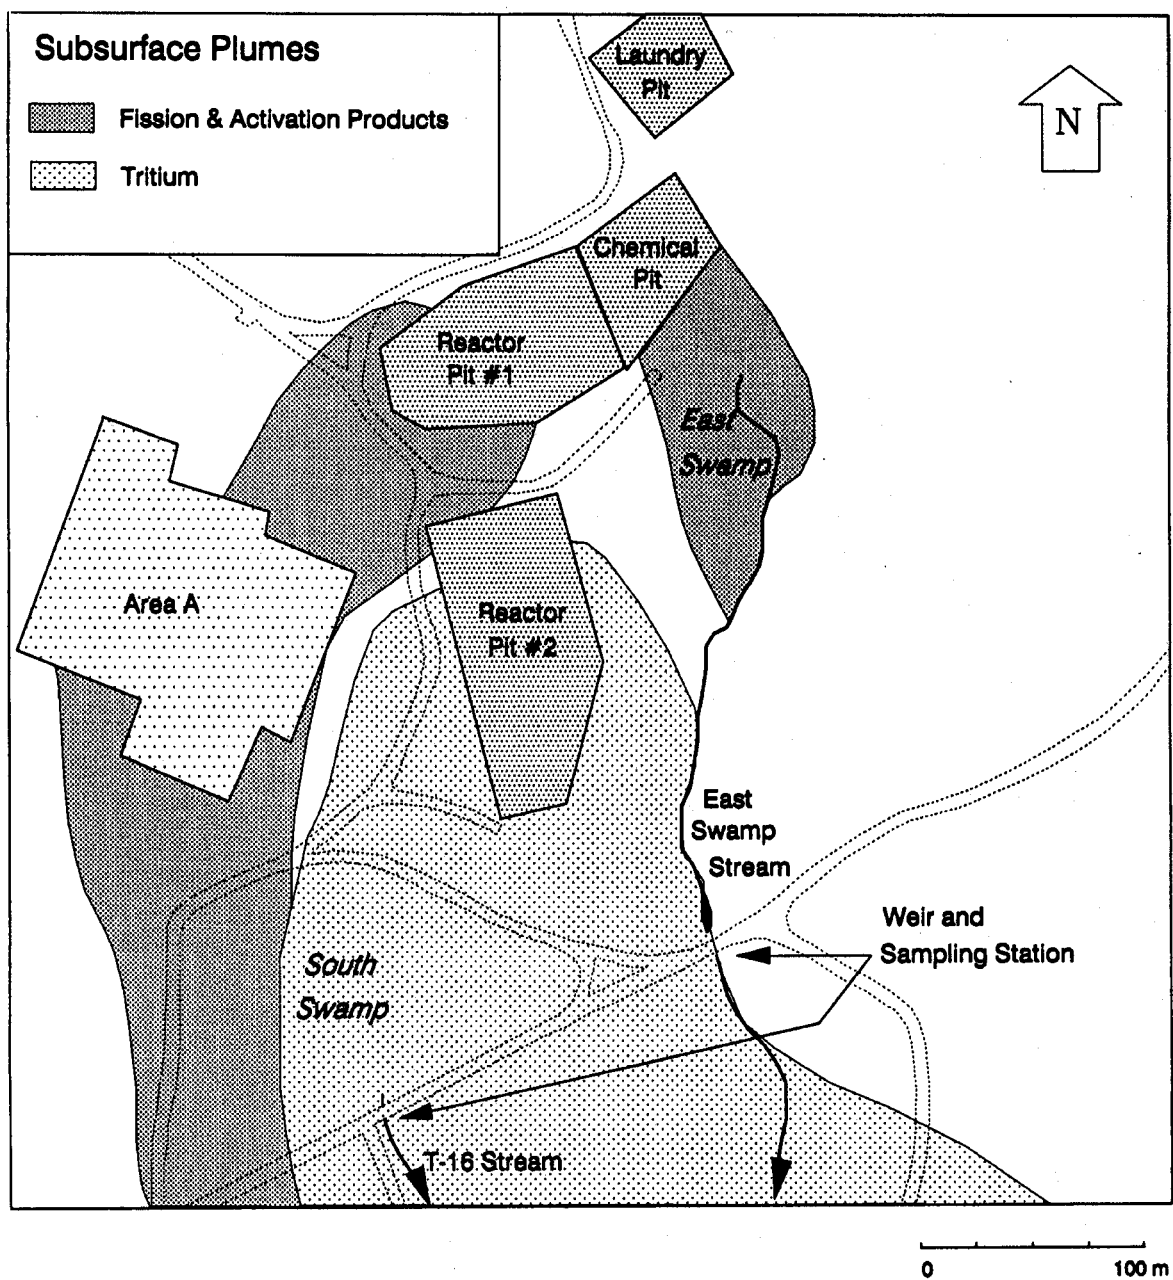 Subsurface Plumes
Fission & Activation Products
Tritium
Laundry
Pit
N
Chemical
Pit
Reactor
Pit #1
East
Swamp
Area A
Reactor
Pit #2
East
Swamp
Stream
Weir and
Sampling Station
South
Swamp
T-16 Stream
0 100 m